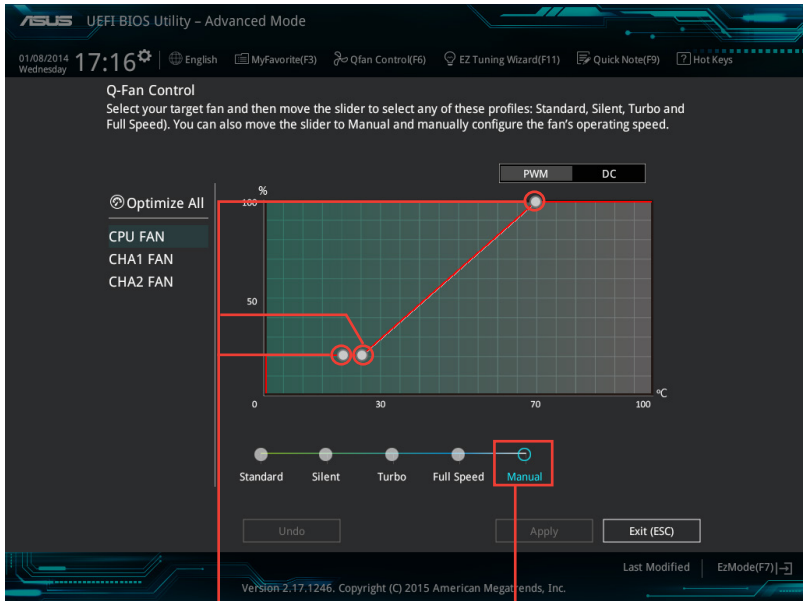 ASUS UEFI BIOS Utility – Advanced Mode
01/08/2014 Wednesday 17:16 English MyFavorite(F3) Qfan Control(F6) EZ Tuning Wizard(F11) Quick Note(F9) ? Hot Keys
Q-Fan Control
Select your target fan and then move the slider to select any of these profiles: Standard, Silent, Turbo and
Full Speed). You can also move the slider to Manual and manually configure the fan's operating speed.
PWM DC
Optimize All
CPU FAN
CHA1 FAN
CHA2 FAN
%
100
50
0 30 70 100 °C
Standard Silent Turbo Full Speed Manual
Undo Apply Exit (ESC)
Last Modified EzMode(F7)
Version 2.17.1246. Copyright (C) 2015 American Megatrends, Inc.